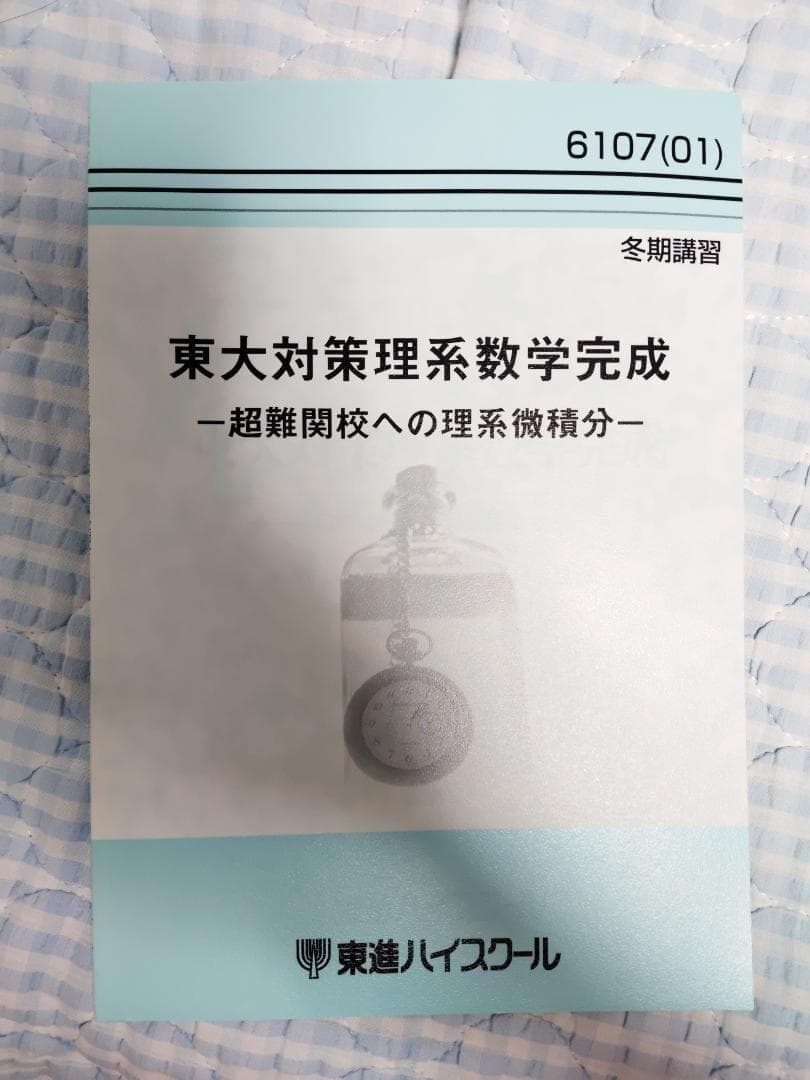 6107(01)
冬期講習
東大対策理系数学完成
ー超難関校への理系微積分ー
東進ハイスクール